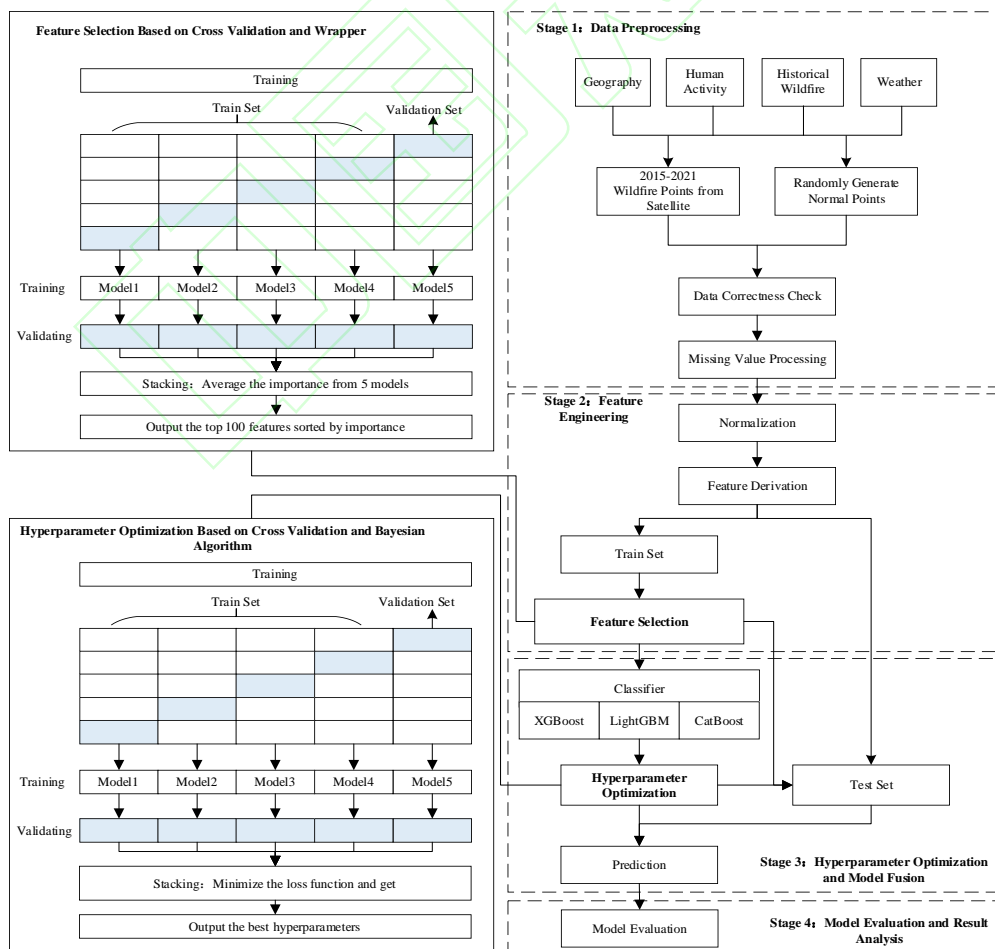 Feature Selection Based on Cross Validation and Wrapper
Training
Train Set
Validation Set
Training
Model1
Model2
Model3
Model4
Model5
Validating
Stacking：Average the importance from 5 models
Output the top 100 features sorted by importance
Hyperparameter Optimization Based on Cross Validation and Bayesian
Algorithm
Training
Train Set
Validation Set
Training
Model1
Model2
Model3
Model4
Model5
Validating
Stacking：Minimize the loss function and get
Output the best hyperparameters
Stage 1：Data Preprocessing
Geography
Human
Activity
Historical
Wildfire
Weather
2015-2021
Wildfire Points from
Satellite
Randomly Generate
Normal Points
Data Correctness Check
Missing Value Processing
Stage 2：Feature
Engineering
Normalization
Feature Derivation
Train Set
Feature Selection
Classifier
XGBoost
LightGBM
CatBoost
Hyperparameter
Optimization
Test Set
Prediction
Stage 3：Hyperparameter Optimization
and Model Fusion
Model Evaluation
Stage 4：Model Evaluation and Result
Analysis